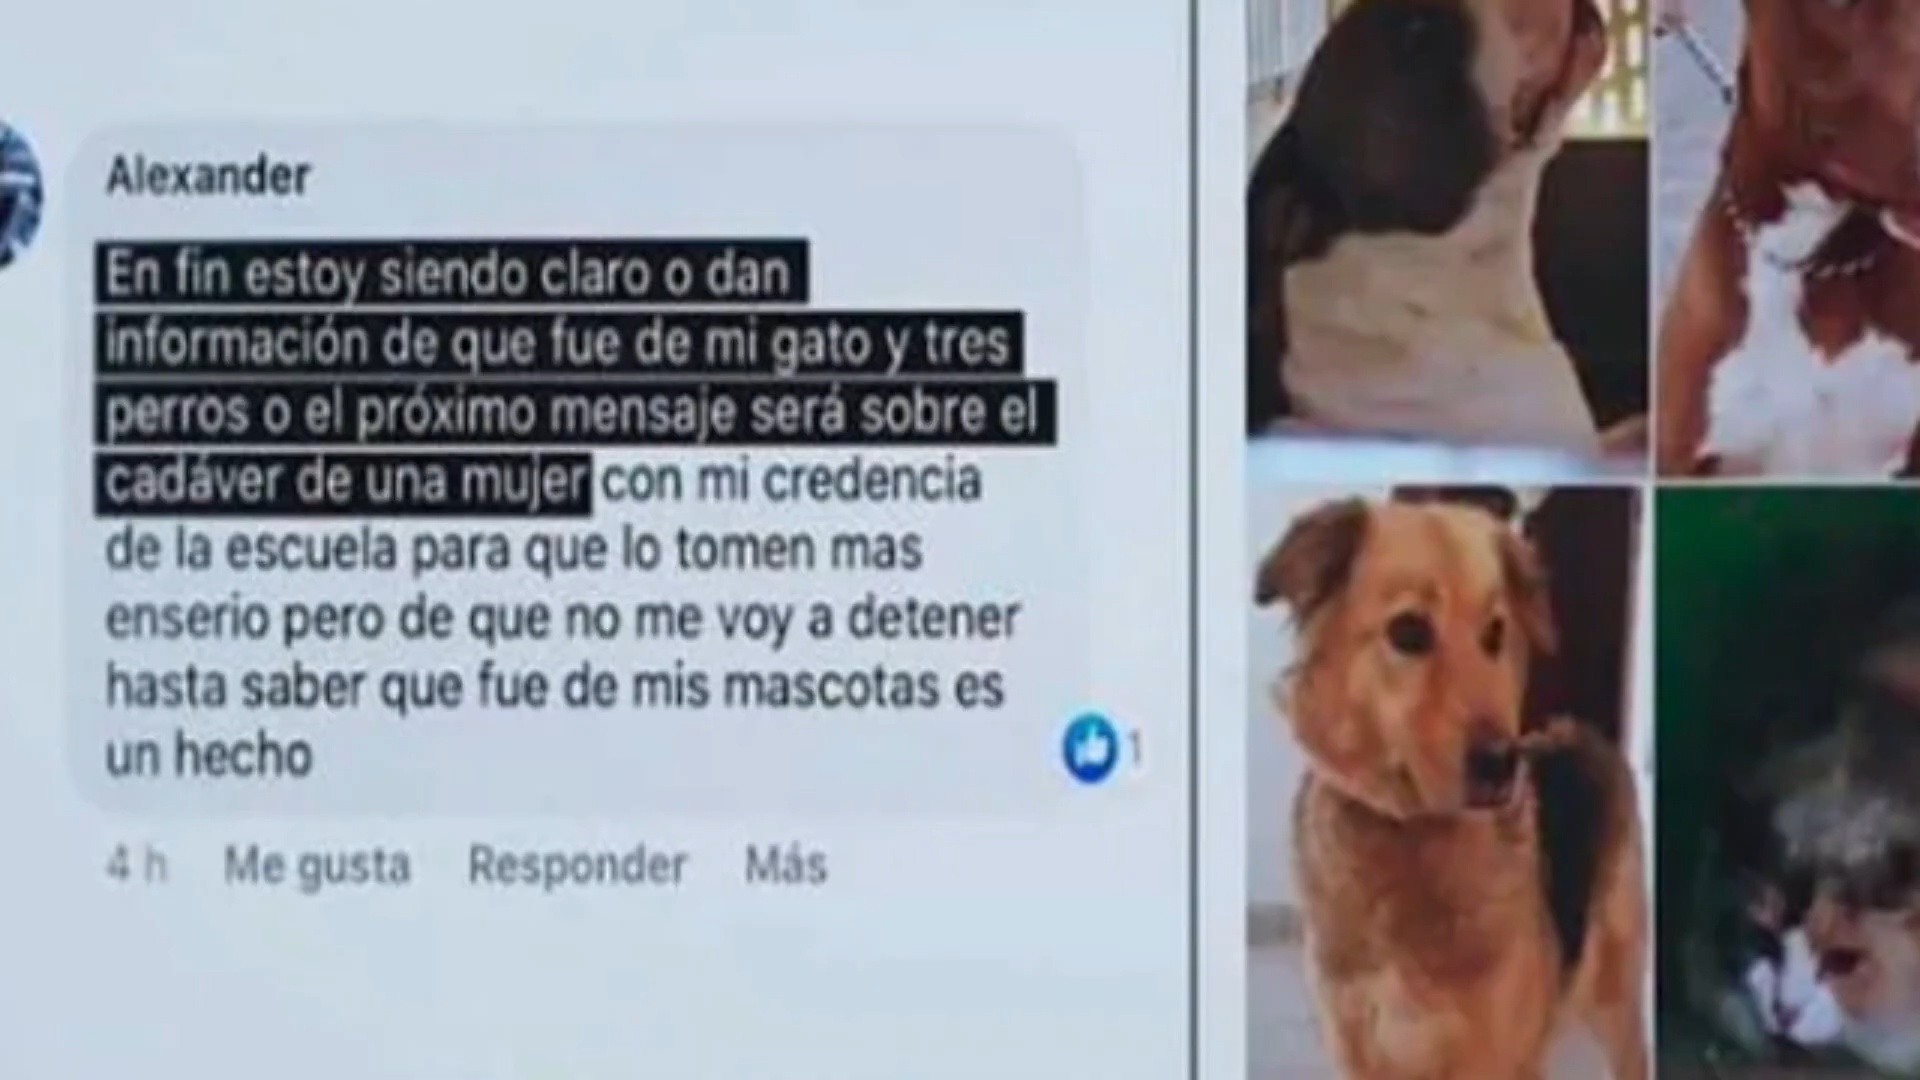 Alexander
En fin estoy siendo claro o dan
información de que fue de mi gato y tres
perros o el próximo mensaje será sobre el
cadáver de una mujer con mi credencia
de la escuela para que lo tomen mas
enserio pero de que no me voy a detener
hasta saber que fue de mis mascotas es
un hecho
1
4 h Me gusta Responder Más